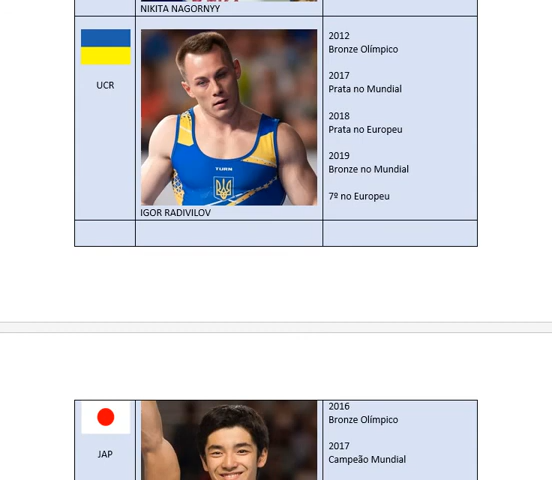 NIKITA NAGORNYY
UCR
TURN
IGOR RADIVILOV
2012
Bronze Olímpico
2017
Prata no Mundial
2018
Prata no Europeu
2019
Bronze no Mundial
7º no Europeu
JAP
2016
Bronze Olímpico
2017
Campeão Mundial